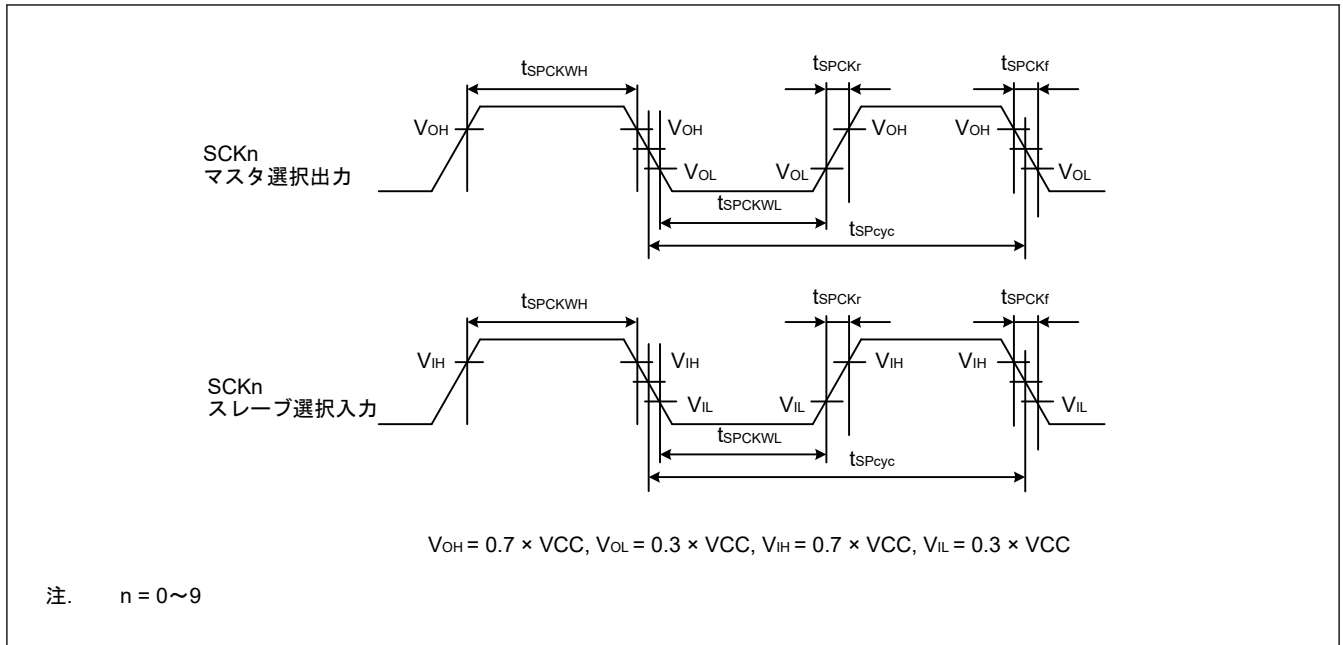 tSPCKWH tSPCKr tSPCKf
VOH VOH VOH VOH
SCKn
マスタ選択出力
VOL VOL VOL
tSPCKWL
tSPcyc
tSPCKWH tSPCKr tSPCKf
VIH VIH VIH VIH
SCKn
スレーブ選択入力
VIL VIL VIL
tSPCKWL
tSPcyc
VOH = 0.7 × VCC, VOL = 0.3 × VCC, VIH = 0.7 × VCC, VIL = 0.3 × VCC
注. n = 0～9